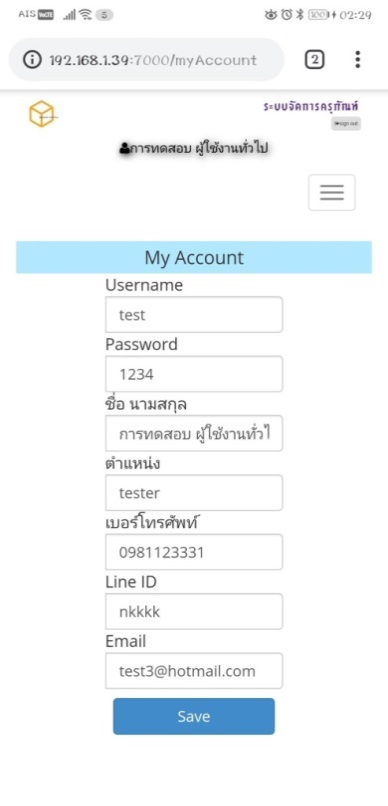 AIS VoLTE 5 100 02:29
192.168.1.39:7000/myAccount 2
ระบบจัดการครุภัณฑ์
sign out
การทดสอบ ผู้ใช้งานทั่วไป
My Account
Username
test
Password
1234
ชื่อ นามสกุล
การทดสอบ ผู้ใช้งานทั่วไ
ตำแหน่ง
tester
เบอร์โทรศัพท์
0981123331
Line ID
nkkkk
Email
test3@hotmail.com
Save